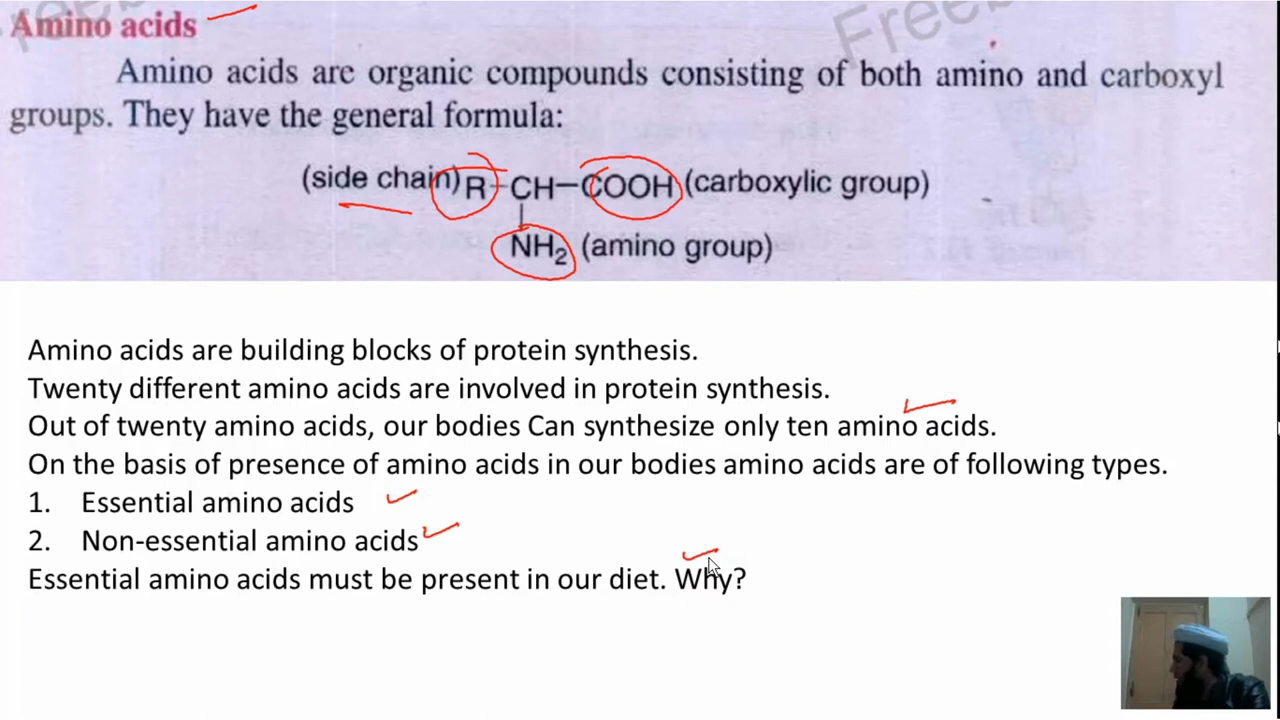 Amino acids
Amino acids are organic compounds consisting of both amino and carboxyl
groups. They have the general formula:
(side chain) R-CH-COOH (carboxylic group)
NH₂ (amino group)
Amino acids are building blocks of protein synthesis.
Twenty different amino acids are involved in protein synthesis.
Out of twenty amino acids, our bodies Can synthesize only ten amino acids.
On the basis of presence of amino acids in our bodies amino acids are of following types.
1. Essential amino acids
2. Non-essential amino acids
Essential amino acids must be present in our diet. Why?